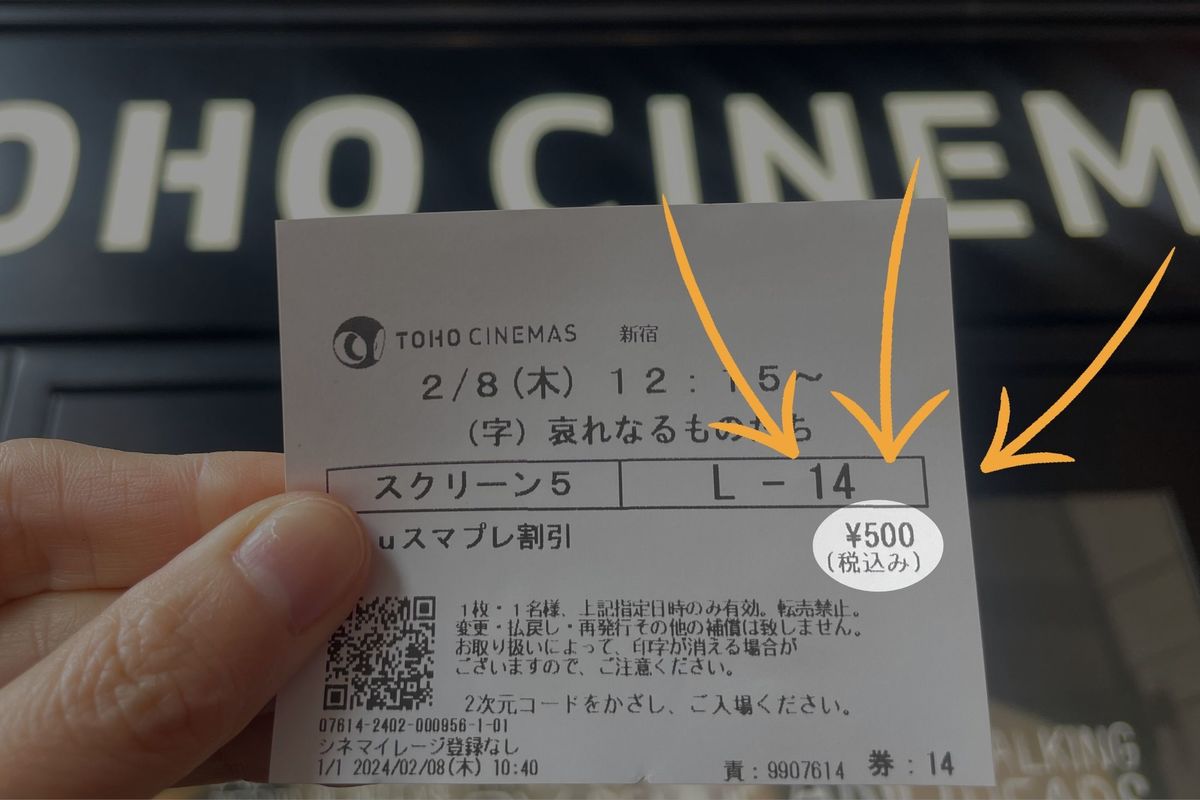 OHO CINEM
TOHO CINEMAS 新宿
2/8(木) 12:15~
(字) 哀れなるものたち
スクリーン5 L-14
uスマプレ割引 ¥500
(税込み)
1枚・1名様、上記指定日時のみ有効。転売禁止。
変更・払戻し・再発行その他の補償は致しません。
お取り扱いによって、印字が消える場合が
ございますので、ご注意ください。
2次元コードをかざし、ご入場ください。
07614-2402-000956-1-01
シネマイレージ登録なし
1/1 2024/02/08(木) 10:40 責:9907614 券:14
ALKING
HEADS